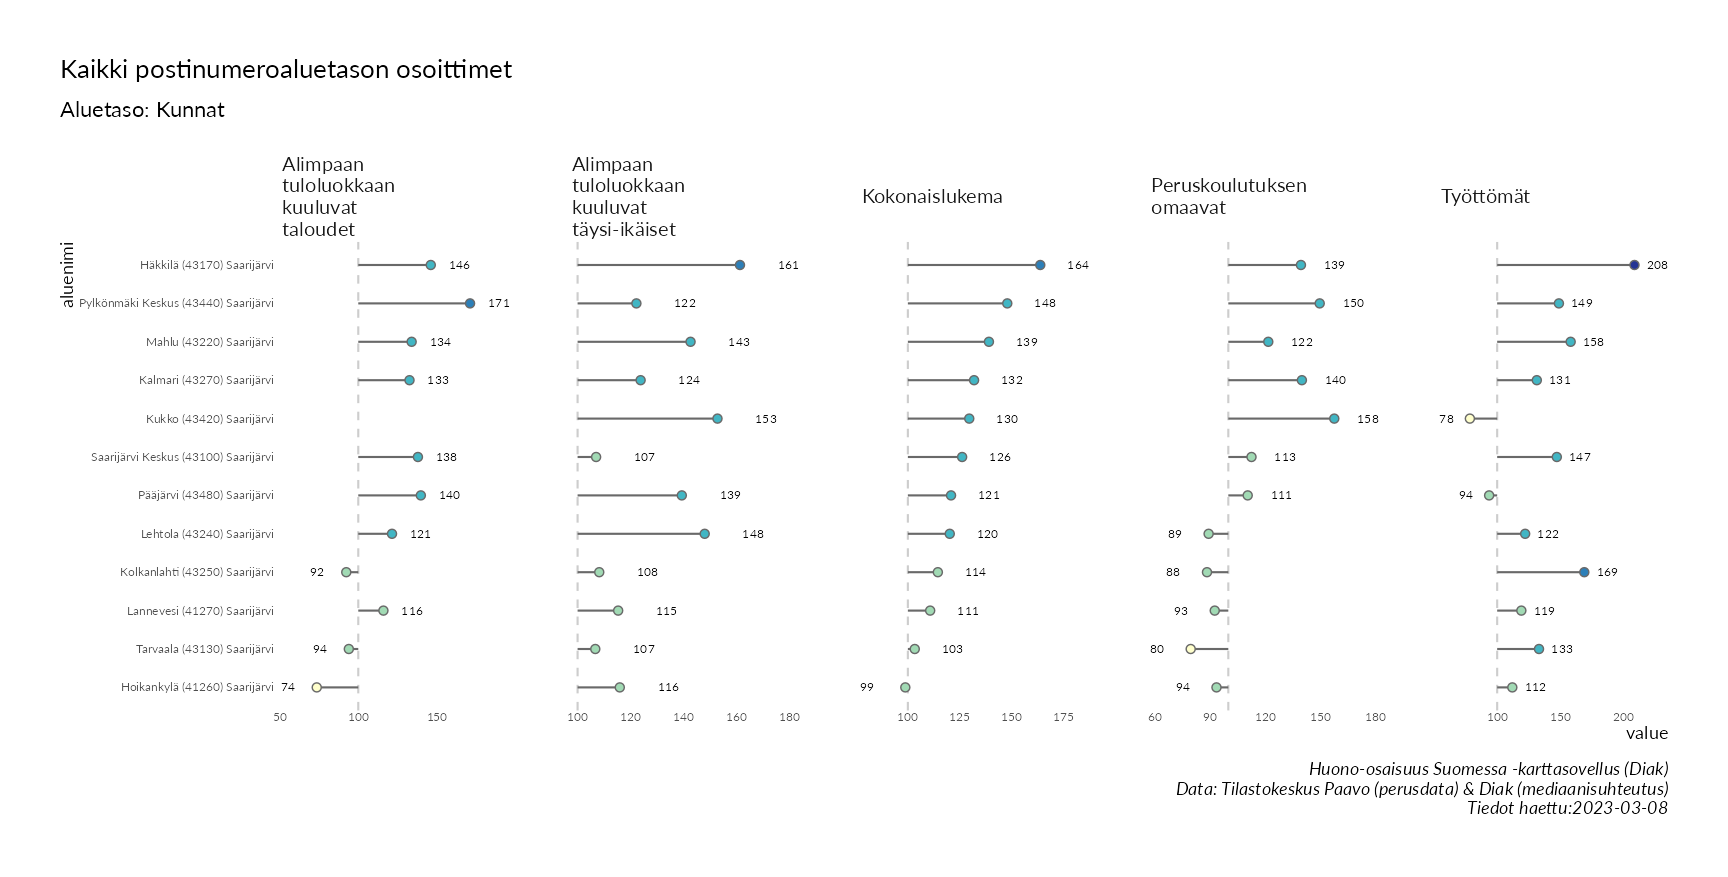 Kaikki postinumeroaluetason osoittimet
Aluetaso: Kunnat
Alimpaan
tuloluokkaan
kuuluvat
taloudet
Alimpaan
tuloluokkaan
kuuluvat
täysi-ikäiset
Kokonaislukema
Peruskoulutuksen
omaavat
Työttömät
aluenimi
Häkkilä (43170) Saarijärvi 146 161 164 139 208
Pylkönmäki Keskus (43440) Saarijärvi 171 122 148 150 149
Mahlu (43220) Saarijärvi 134 143 139 122 158
Kalmari (43270) Saarijärvi 133 124 132 140 131
Kukko (43420) Saarijärvi 153 130 158 78
Saarijärvi Keskus (43100) Saarijärvi 138 107 126 113 147
Pääjärvi (43480) Saarijärvi 140 139 121 111 94
Lehtola (43240) Saarijärvi 121 148 120 89 122
Kolkanlahti (43250) Saarijärvi 92 108 114 88 169
Lannevesi (41270) Saarijärvi 116 115 111 93 119
Tarvaala (43130) Saarijärvi 94 107 103 80 133
Hoikankylä (41260) Saarijärvi 74 116 99 94 112
50 100 150 100 120 140 160 180 100 125 150 175 60 90 120 150 180 100 150 200
value
Huono-osaisuus Suomessa -karttasovellus (Diak)
Data: Tilastokeskus Paavo (perusdata) & Diak (mediaanisuhteutus)
Tiedot haettu:2023-03-08